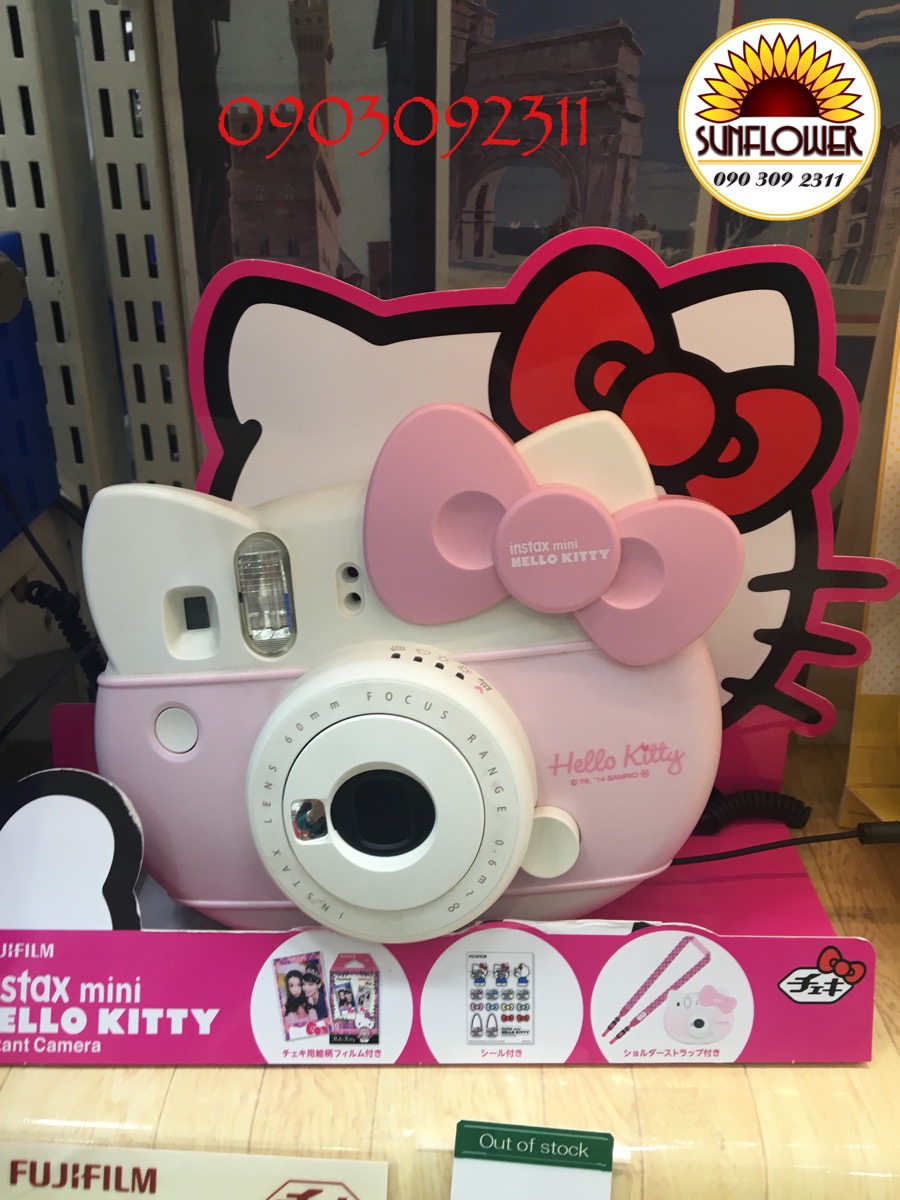 0903092311
SUNFLOWER
090 309 2311
instax mini
HELLO KITTY
INSTAX LENS 60mm FOCUS RANGE 0.6m~∞
Hello Kitty
© '76, '14 SANRIO Ⓗ
JIFILM
stax mini
ELLO KITTY
tant Camera
チェキ用絵柄フィルム付き
シール付き
ショルダーストラップ付き
チェキ
Out of stock
FUJIFILM